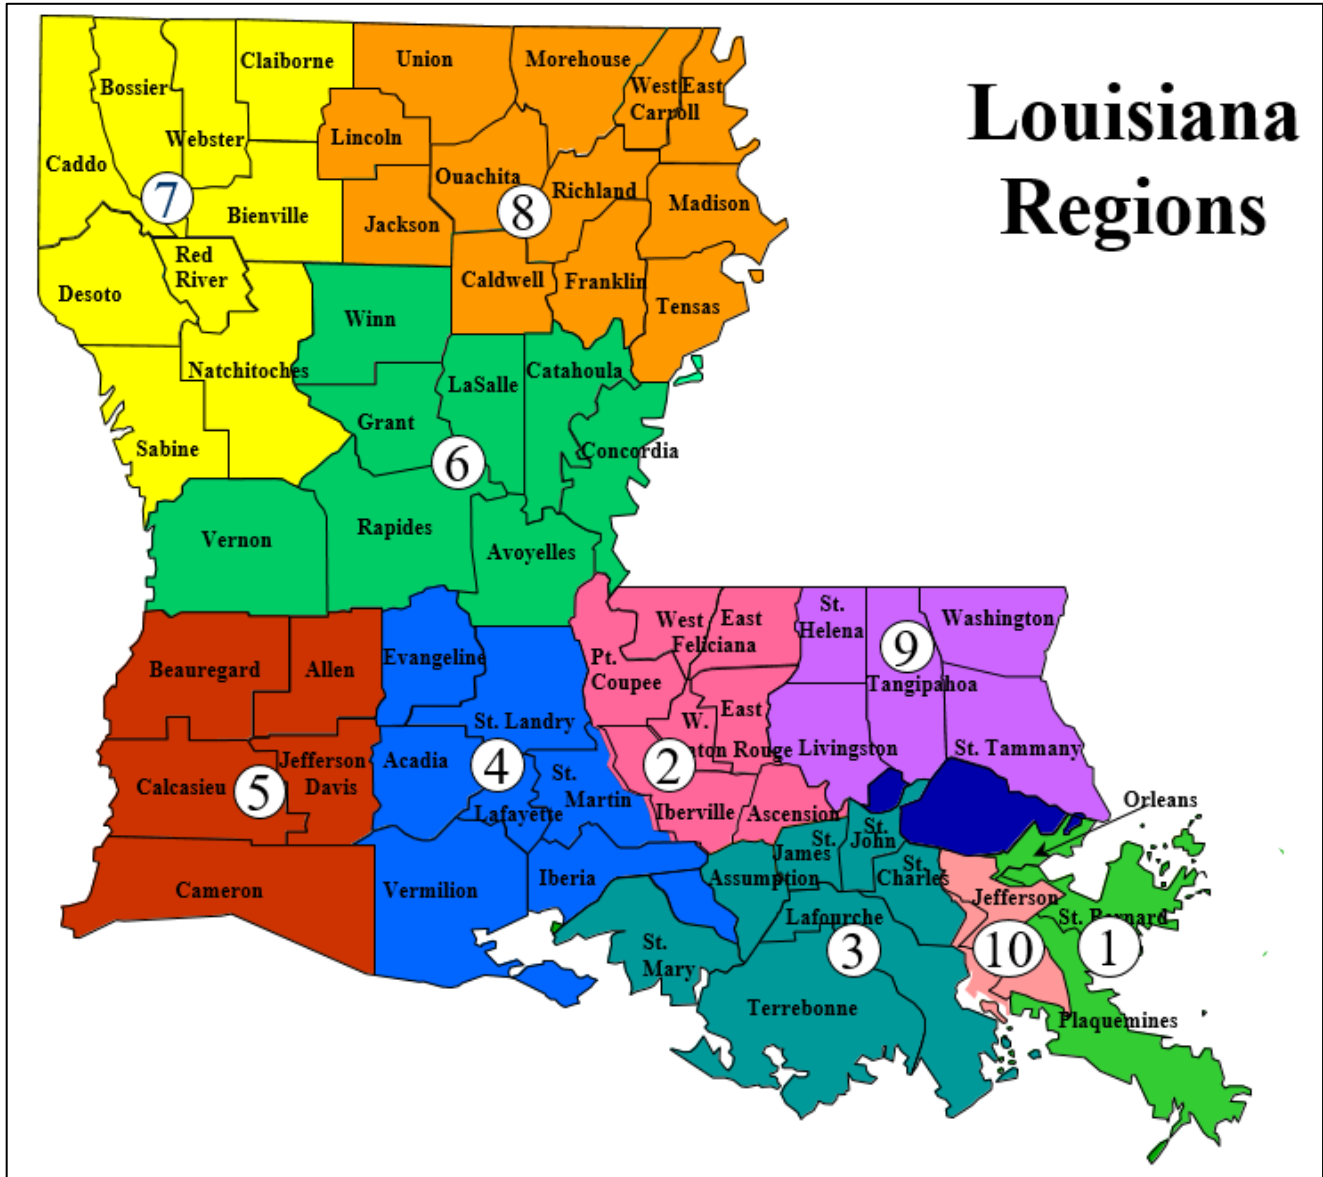 Louisiana
Regions
Claiborne
Union
Morehouse
Bossier
West East
Carroll
Webster
Lincoln
Caddo
Ouachita
7
Richland
8
Madison
Bienville
Jackson
Red
River
Caldwell
Franklin
Desoto
Tensas
Winn
Natchitoches
LaSalle
Catahoula
Grant
Sabine
Concordia
6
Rapides
Vernon
Avoyelles
St.
Helena
West
Feliciana
East
Washington
9
Beauregard
Allen
Evangeline
Pt.
Coupee
Tangipahoa
W.
East
St. Landry
ton Rouge
Livingston
St. Tammany
Jefferson
Davis
Acadia
4
2
St.
Martin
Calcasieu
5
Orleans
Lafayette
Iberville
Ascension
St.
James
St.
John
St.
Charles
Cameron
Vermilion
Iberia
Assumption
Jefferson
Lafourche
St. Bernard
St.
Mary
3
10
1
Terrebonne
Plaquemines